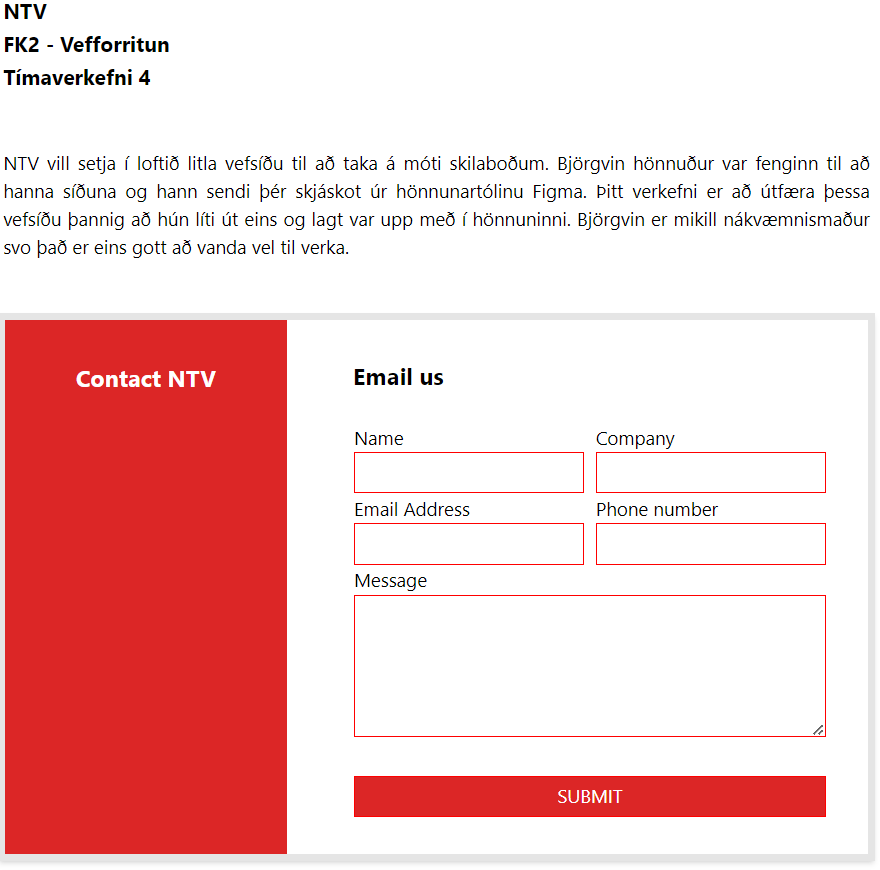 NTV
FK2 - Vefforritun
Tímaverkefni 4
NTV vill setja í loftið litla vefsíðu til að taka á móti skilaboðum. Björgvin hönnuður var fenginn til að
hanna síðuna og hann sendi þér skjáskot úr hönnunartólinu Figma. Þitt verkefni er að útfæra þessa
vefsíðu þannig að hún líti út eins og lagt var upp með í hönnuninni. Björgvin er mikill nákvæmnismaður
svo það er eins gott að vanda vel til verka.
Contact NTV
Email us
Name
Company
Email Address
Phone number
Message
SUBMIT